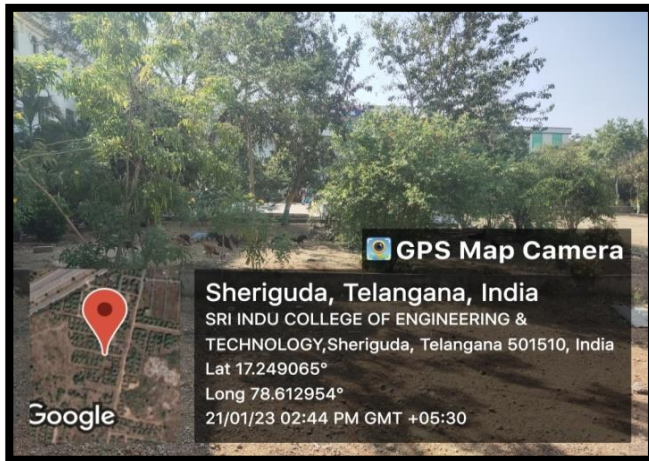 GPS Map Camera
Sheriguda, Telangana, India
SRI INDU COLLEGE OF ENGINEERING &
TECHNOLOGY,Sheriguda, Telangana 501510, India
Lat 17.249065°
Long 78.612954°
21/01/23 02:44 PM GMT +05:30
Google